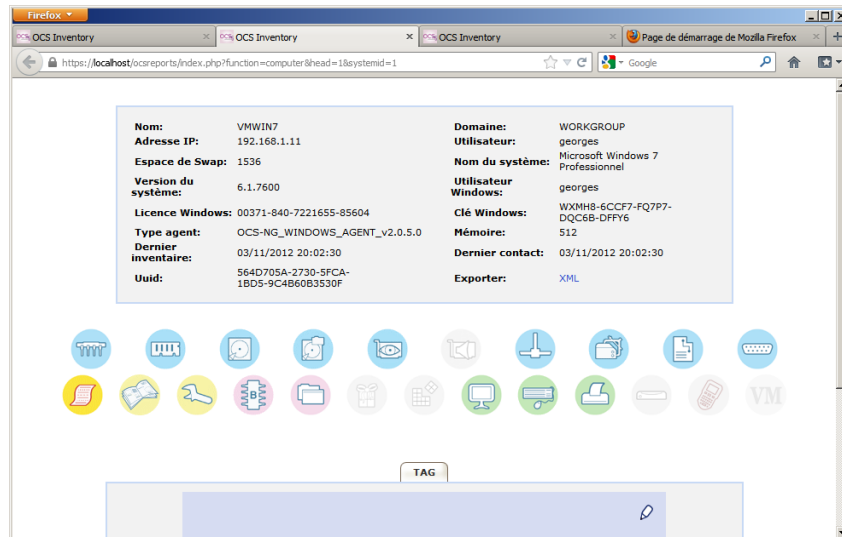 Firefox
OCS Inventory
OCS Inventory
OCS Inventory
Page de démarrage de Mozilla Firefox
https://localhost/ocsreports/index.php?function=computer&head=1&systemid=1
Google
Nom: VMWIN7 Domaine: WORKGROUP
Adresse IP: 192.168.1.11 Utilisateur: georges
Espace de Swap: 1536 Nom du système: Microsoft Windows 7 Professionnel
Version du système: 6.1.7600 Utilisateur Windows: georges
Licence Windows: 00371-840-7221655-85604 Clé Windows: WXMH8-6CCF7-FQ7P7-DQC6B-DFFY6
Type agent: OCS-NG_WINDOWS_AGENT_v2.0.5.0 Mémoire: 512
Dernier inventaire: 03/11/2012 20:02:30 Dernier contact: 03/11/2012 20:02:30
Uuid: 564D705A-2730-5FCA-1BD5-9C4B60B3530F Exporter: XML
B
VM
TAG